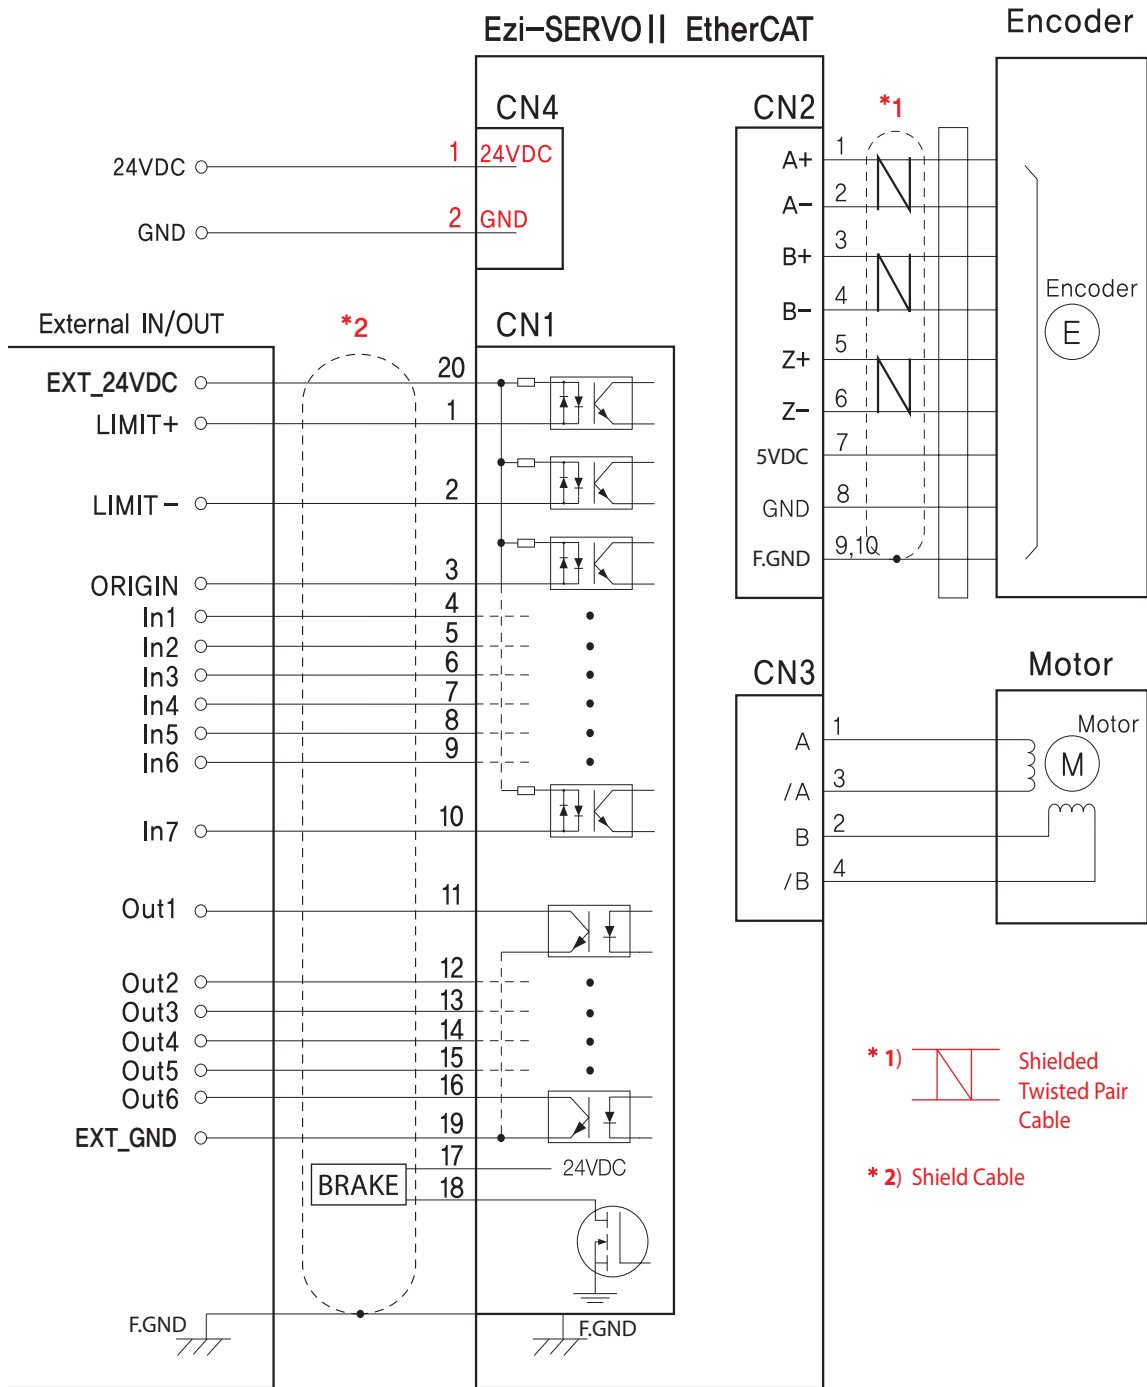 Ezi-SERVOII EtherCAT
Encoder
CN4
24VDC
1 24VDC
GND
2 GND
CN2
*1
A+ 1
A- 2
B+ 3
B- 4
Z+ 5
Z- 6
5VDC 7
GND 8
F.GND 9,10
Encoder
E
External IN/OUT
*2
CN1
EXT_24VDC 20
LIMIT+ 1
LIMIT- 2
ORIGIN 3
In1 4
In2 5
In3 6
In4 7
In5 8
In6 9
In7 10
Out1 11
Out2 12
Out3 13
Out4 14
Out5 15
Out6 16
EXT_GND 19
BRAKE
17 24VDC
18
F.GND
F.GND
CN3
Motor
A 1
/A 3
B 2
/B 4
Motor
M
* 1) Shielded
Twisted Pair
Cable
* 2) Shield Cable